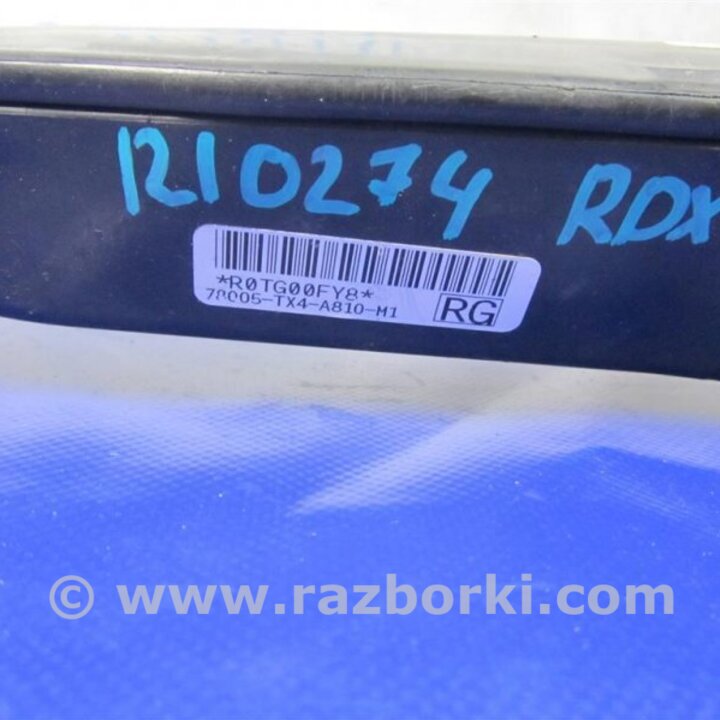 1210274 RDX
*R0TG00FY8*
78005-TX4-A810-M1
RG
© www.razborki.com